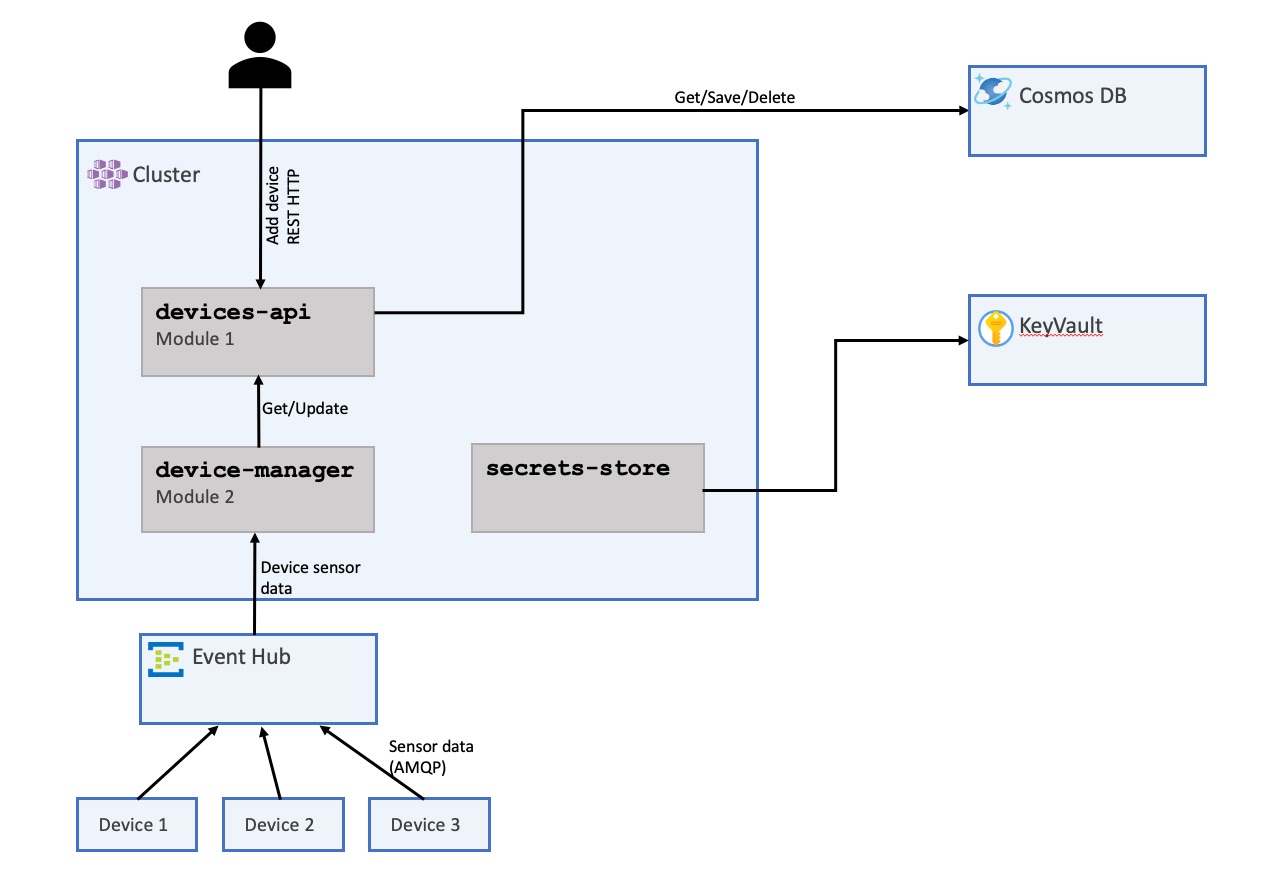 Get/Save/Delete
Cosmos DB
Cluster
Add device
REST HTTP
devices-api
Module 1
KeyVault
Get/Update
device-manager
Module 2
secrets-store
Device sensor
data
Event Hub
Sensor data
(AMQP)
Device 1
Device 2
Device 3